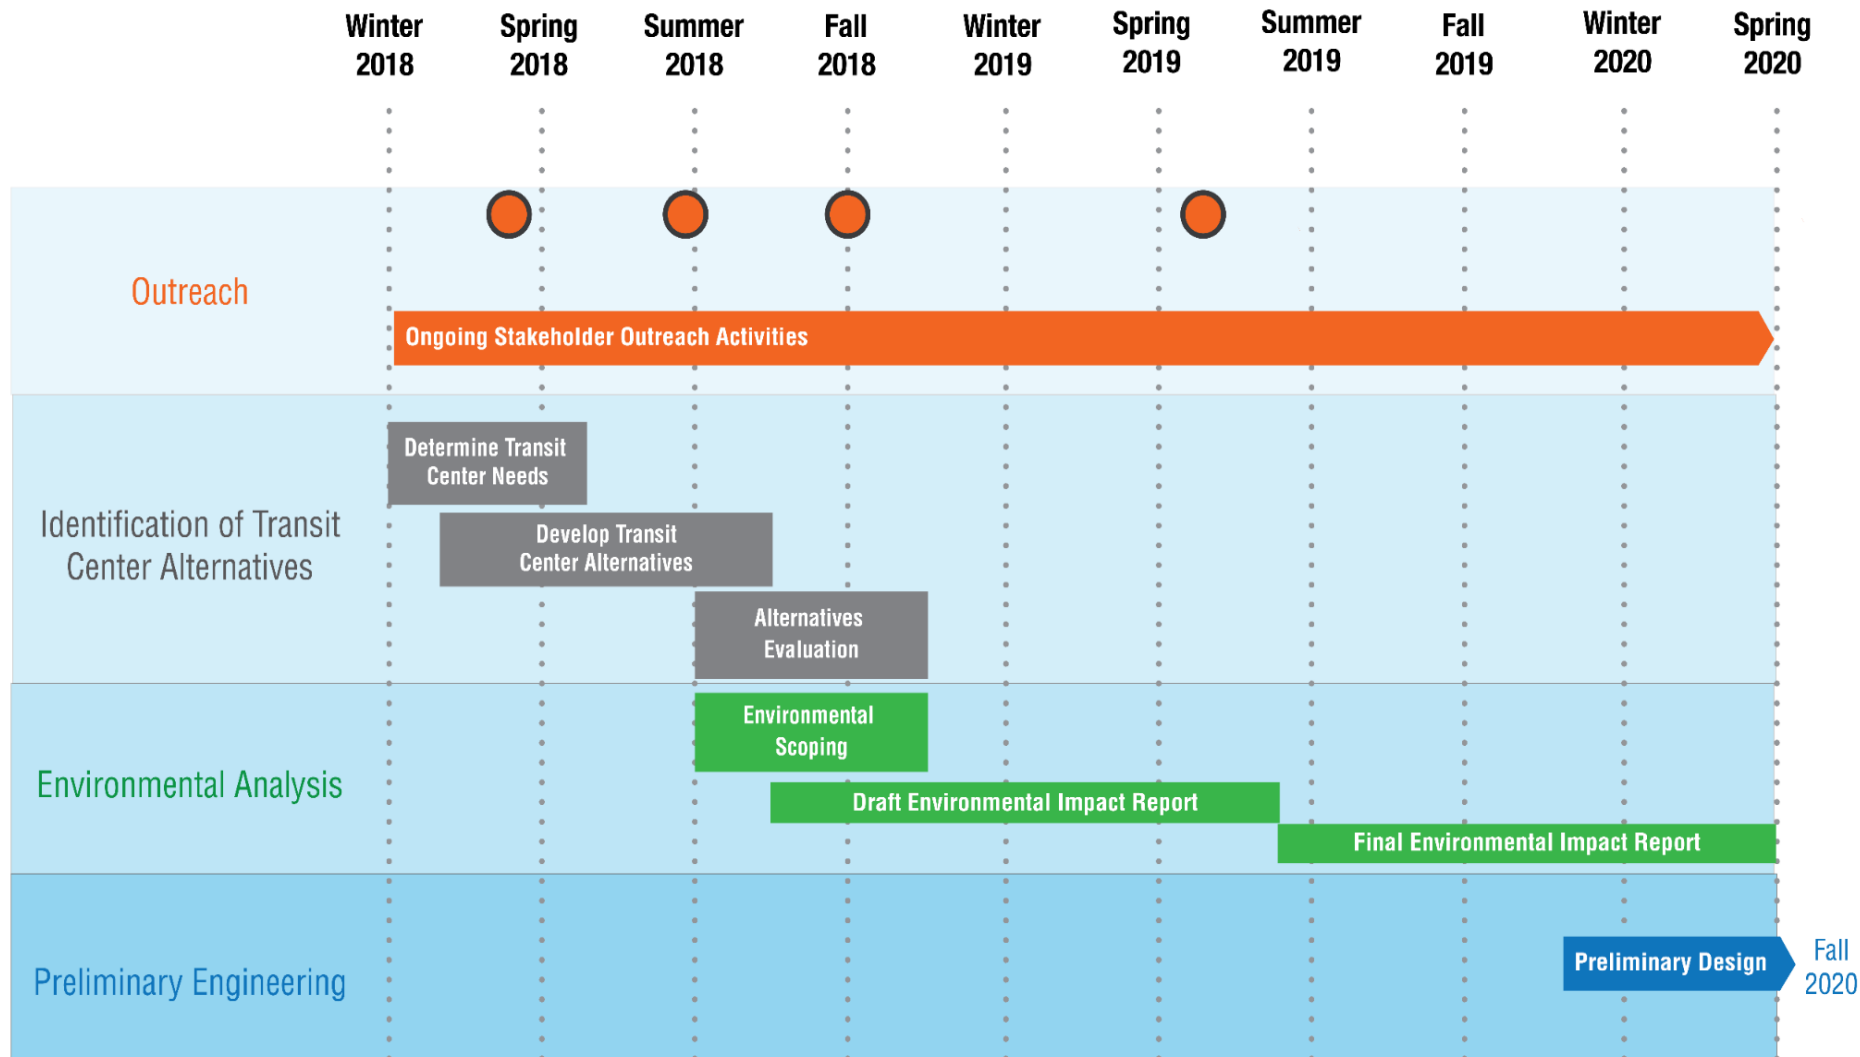 Winter Spring Summer Fall Winter Spring Summer Fall Winter Spring
2018 2018 2018 2018 2019 2019 2019 2019 2020 2020
Outreach
Ongoing Stakeholder Outreach Activities
Identification of Transit
Center Alternatives
Determine Transit
Center Needs
Develop Transit
Center Alternatives
Alternatives
Evaluation
Environmental Analysis
Environmental
Scoping
Draft Environmental Impact Report
Final Environmental Impact Report
Preliminary Engineering
Preliminary Design
Fall
2020